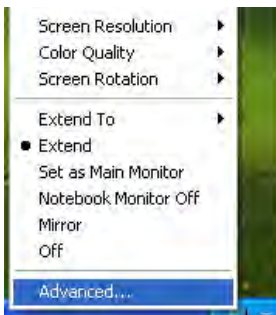 Screen Resolution
Color Quality
Screen Rotation
Extend To
Extend
Set as Main Monitor
Notebook Monitor Off
Mirror
Off
Advanced...